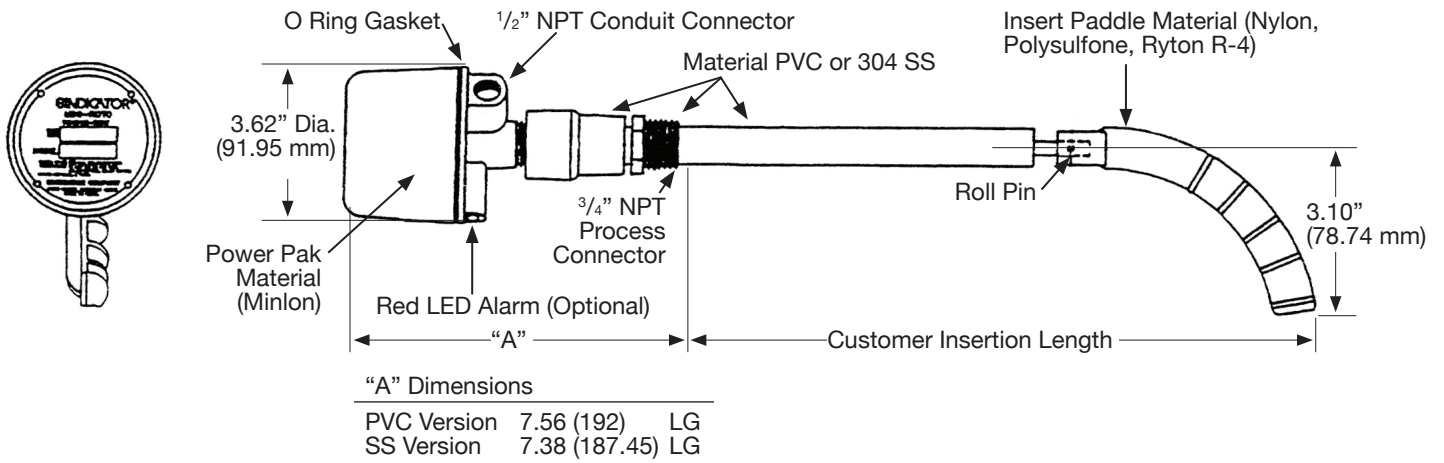 O Ring Gasket
1/2" NPT Conduit Connector
Insert Paddle Material (Nylon,
Polysulfone, Ryton R-4)
Material PVC or 304 SS
BINDICATOR
3.62" Dia.
(91.95 mm)
Roll Pin
3/4" NPT
Process
Connector
3.10"
(78.74 mm)
Power Pak
Material
(Minlon)
Red LED Alarm (Optional)
"A"
Customer Insertion Length
"A" Dimensions
PVC Version 7.56 (192) LG
SS Version 7.38 (187.45) LG